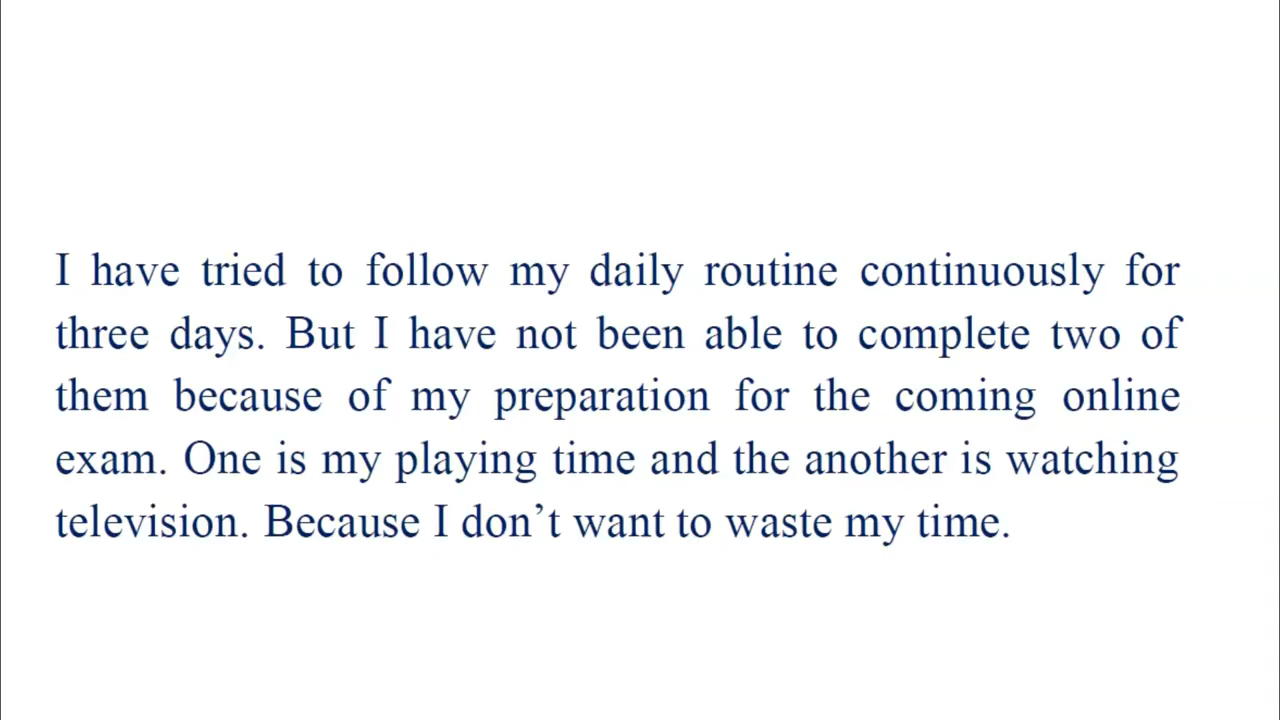 I have tried to follow my daily routine continuously for
three days. But I have not been able to complete two of
them because of my preparation for the coming online
exam. One is my playing time and the another is watching
television. Because I don’t want to waste my time.